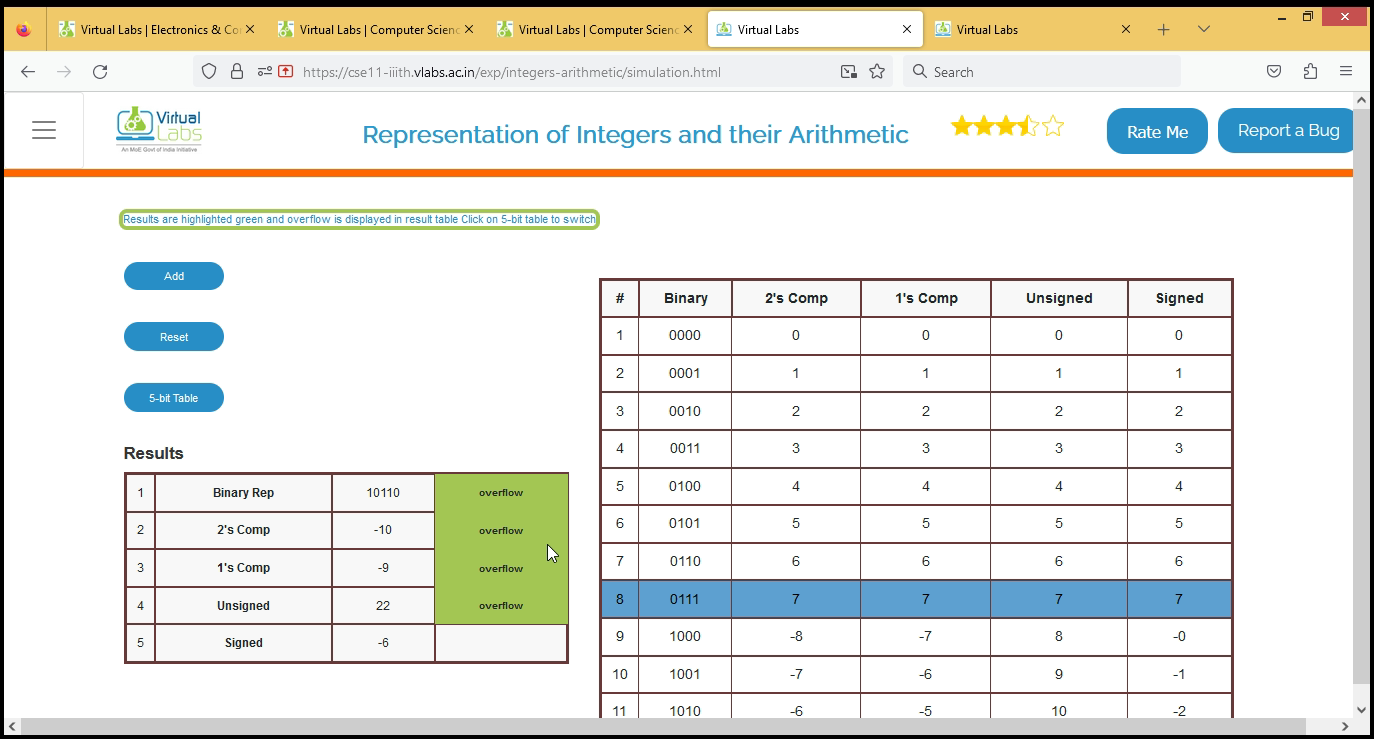 Virtual Labs | Electronics & Co
Virtual Labs | Computer Scienc
Virtual Labs | Computer Scienc
Virtual Labs
Virtual Labs
https://cse11-iiith.vlabs.ac.in/exp/integers-arithmetic/simulation.html
Search
Virtual
Labs
An MoE Govt of India Initiative
Representation of Integers and their Arithmetic
Rate Me
Report a Bug
Results are highlighted green and overflow is displayed in result table Click on 5-bit table to switch
Add
Reset
5-bit Table
Results
1 Binary Rep 10110 overflow
2 2's Comp -10 overflow
3 1's Comp -9 overflow
4 Unsigned 22 overflow
5 Signed -6
# Binary 2's Comp 1's Comp Unsigned Signed
1 0000 0 0 0 0
2 0001 1 1 1 1
3 0010 2 2 2 2
4 0011 3 3 3 3
5 0100 4 4 4 4
6 0101 5 5 5 5
7 0110 6 6 6 6
8 0111 7 7 7 7
9 1000 -8 -7 8 -0
10 1001 -7 -6 9 -1
11 1010 -6 -5 10 -2